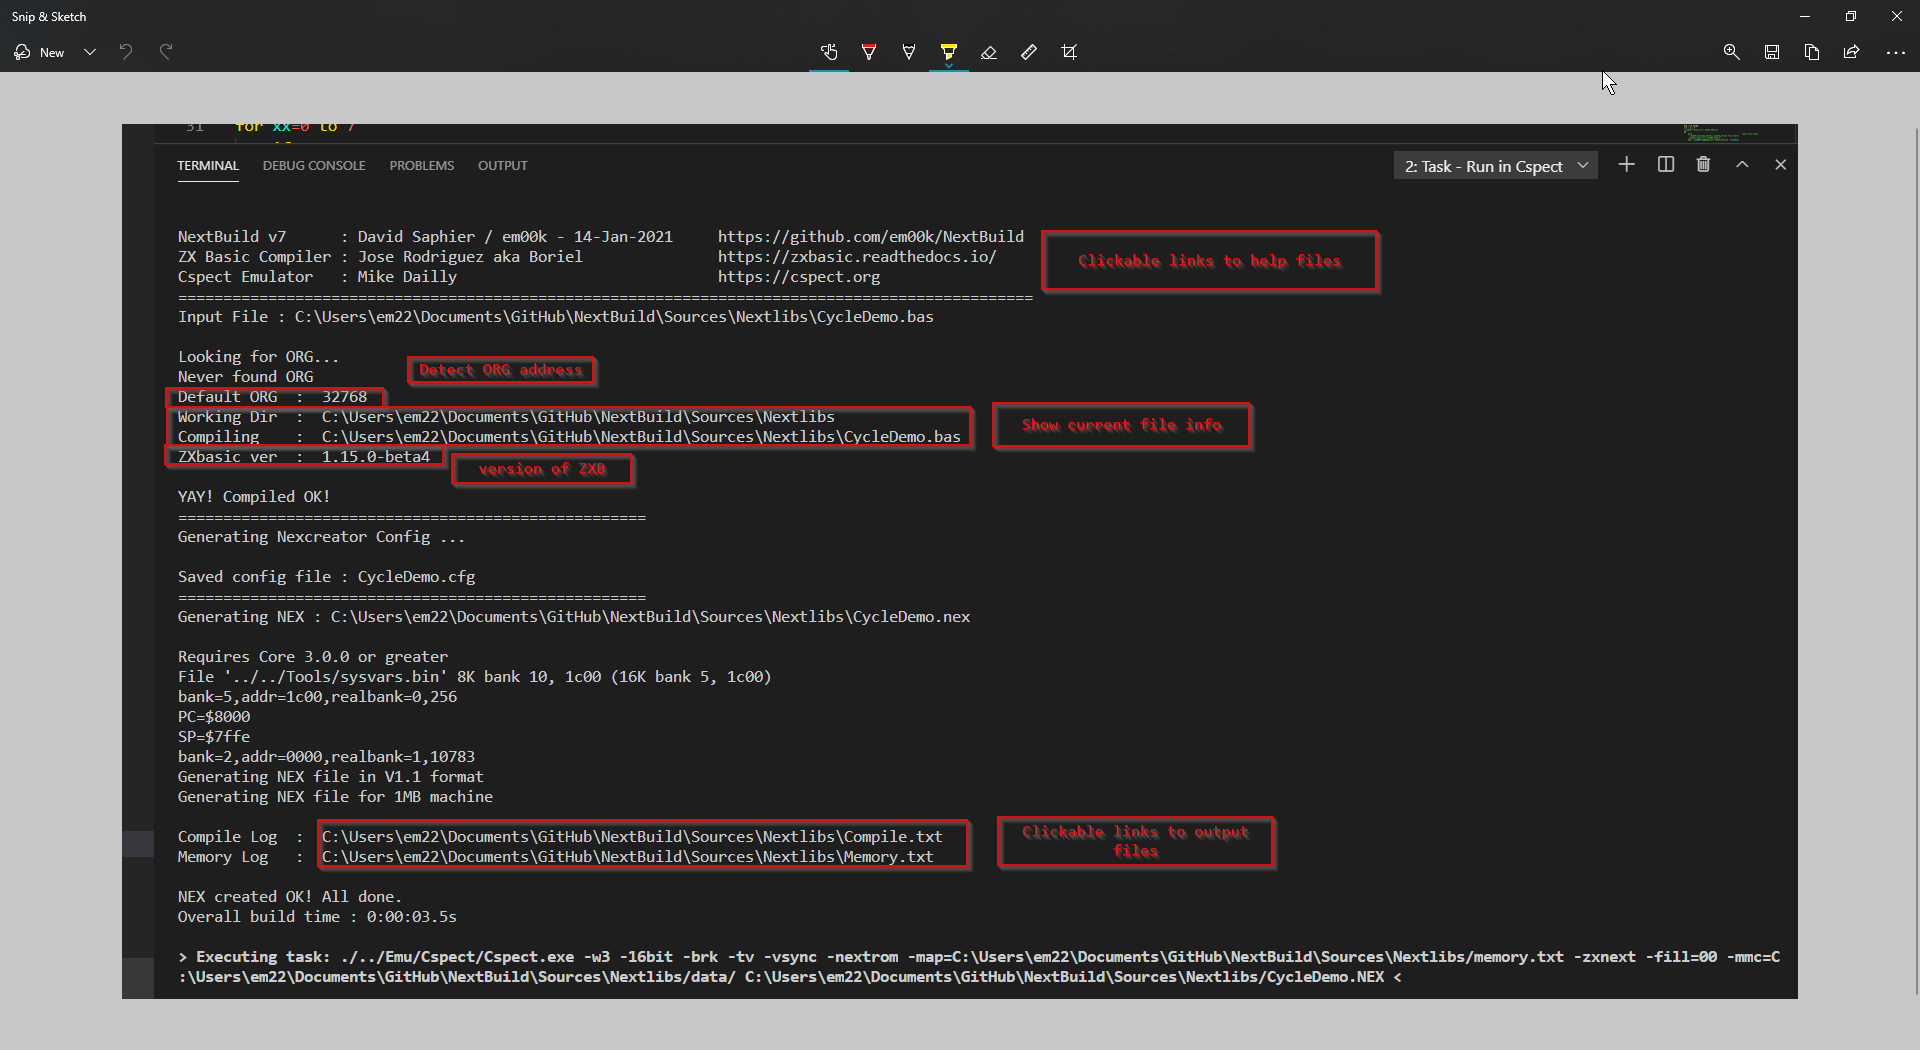 Snip & Sketch
New
31 for xx=0 to 7
TERMINAL DEBUG CONSOLE PROBLEMS OUTPUT
2: Task - Run in Cspect
NextBuild v7 : David Saphier / em00k - 14-Jan-2021 https://github.com/em00k/NextBuild
ZX Basic Compiler : Jose Rodriguez aka Boriel https://zxbasic.readthedocs.io/
Cspect Emulator : Mike Dailly https://cspect.org
Clickable links to help files
===============================================================================================
Input File : C:\Users\em22\Documents\GitHub\NextBuild\Sources\Nextlibs\CycleDemo.bas
Looking for ORG...
Never found ORG
Detect ORG address
Default ORG : 32768
Working Dir : C:\Users\em22\Documents\GitHub\NextBuild\Sources\Nextlibs
Compiling : C:\Users\em22\Documents\GitHub\NextBuild\Sources\Nextlibs\CycleDemo.bas
Show current file info
ZXbasic ver : 1.15.0-beta4
version of ZXB
YAY! Compiled OK!
====================================================
Generating Nexcreator Config ...
Saved config file : CycleDemo.cfg
====================================================
Generating NEX : C:\Users\em22\Documents\GitHub\NextBuild\Sources\Nextlibs\CycleDemo.nex
Requires Core 3.0.0 or greater
File '../../Tools/sysvars.bin' 8K bank 10, 1c00 (16K bank 5, 1c00)
bank=5,addr=1c00,realbank=0,256
PC=$8000
SP=$7ffe
bank=2,addr=0000,realbank=1,10783
Generating NEX file in V1.1 format
Generating NEX file for 1MB machine
Compile Log : C:\Users\em22\Documents\GitHub\NextBuild\Sources\Nextlibs\Compile.txt
Memory Log : C:\Users\em22\Documents\GitHub\NextBuild\Sources\Nextlibs\Memory.txt
Clickable links to output
files
NEX created OK! All done.
Overall build time : 0:00:03.5s
> Executing task: ./../Emu/Cspect/Cspect.exe -w3 -16bit -brk -tv -vsync -nextrom -map=C:\Users\em22\Documents\GitHub\NextBuild\Sources\Nextlibs/memory.txt -zxnext -fill=00 -mmc=C
:\Users\em22\Documents\GitHub\NextBuild\Sources\Nextlibs/data/ C:\Users\em22\Documents\GitHub\NextBuild\Sources\Nextlibs/CycleDemo.NEX <